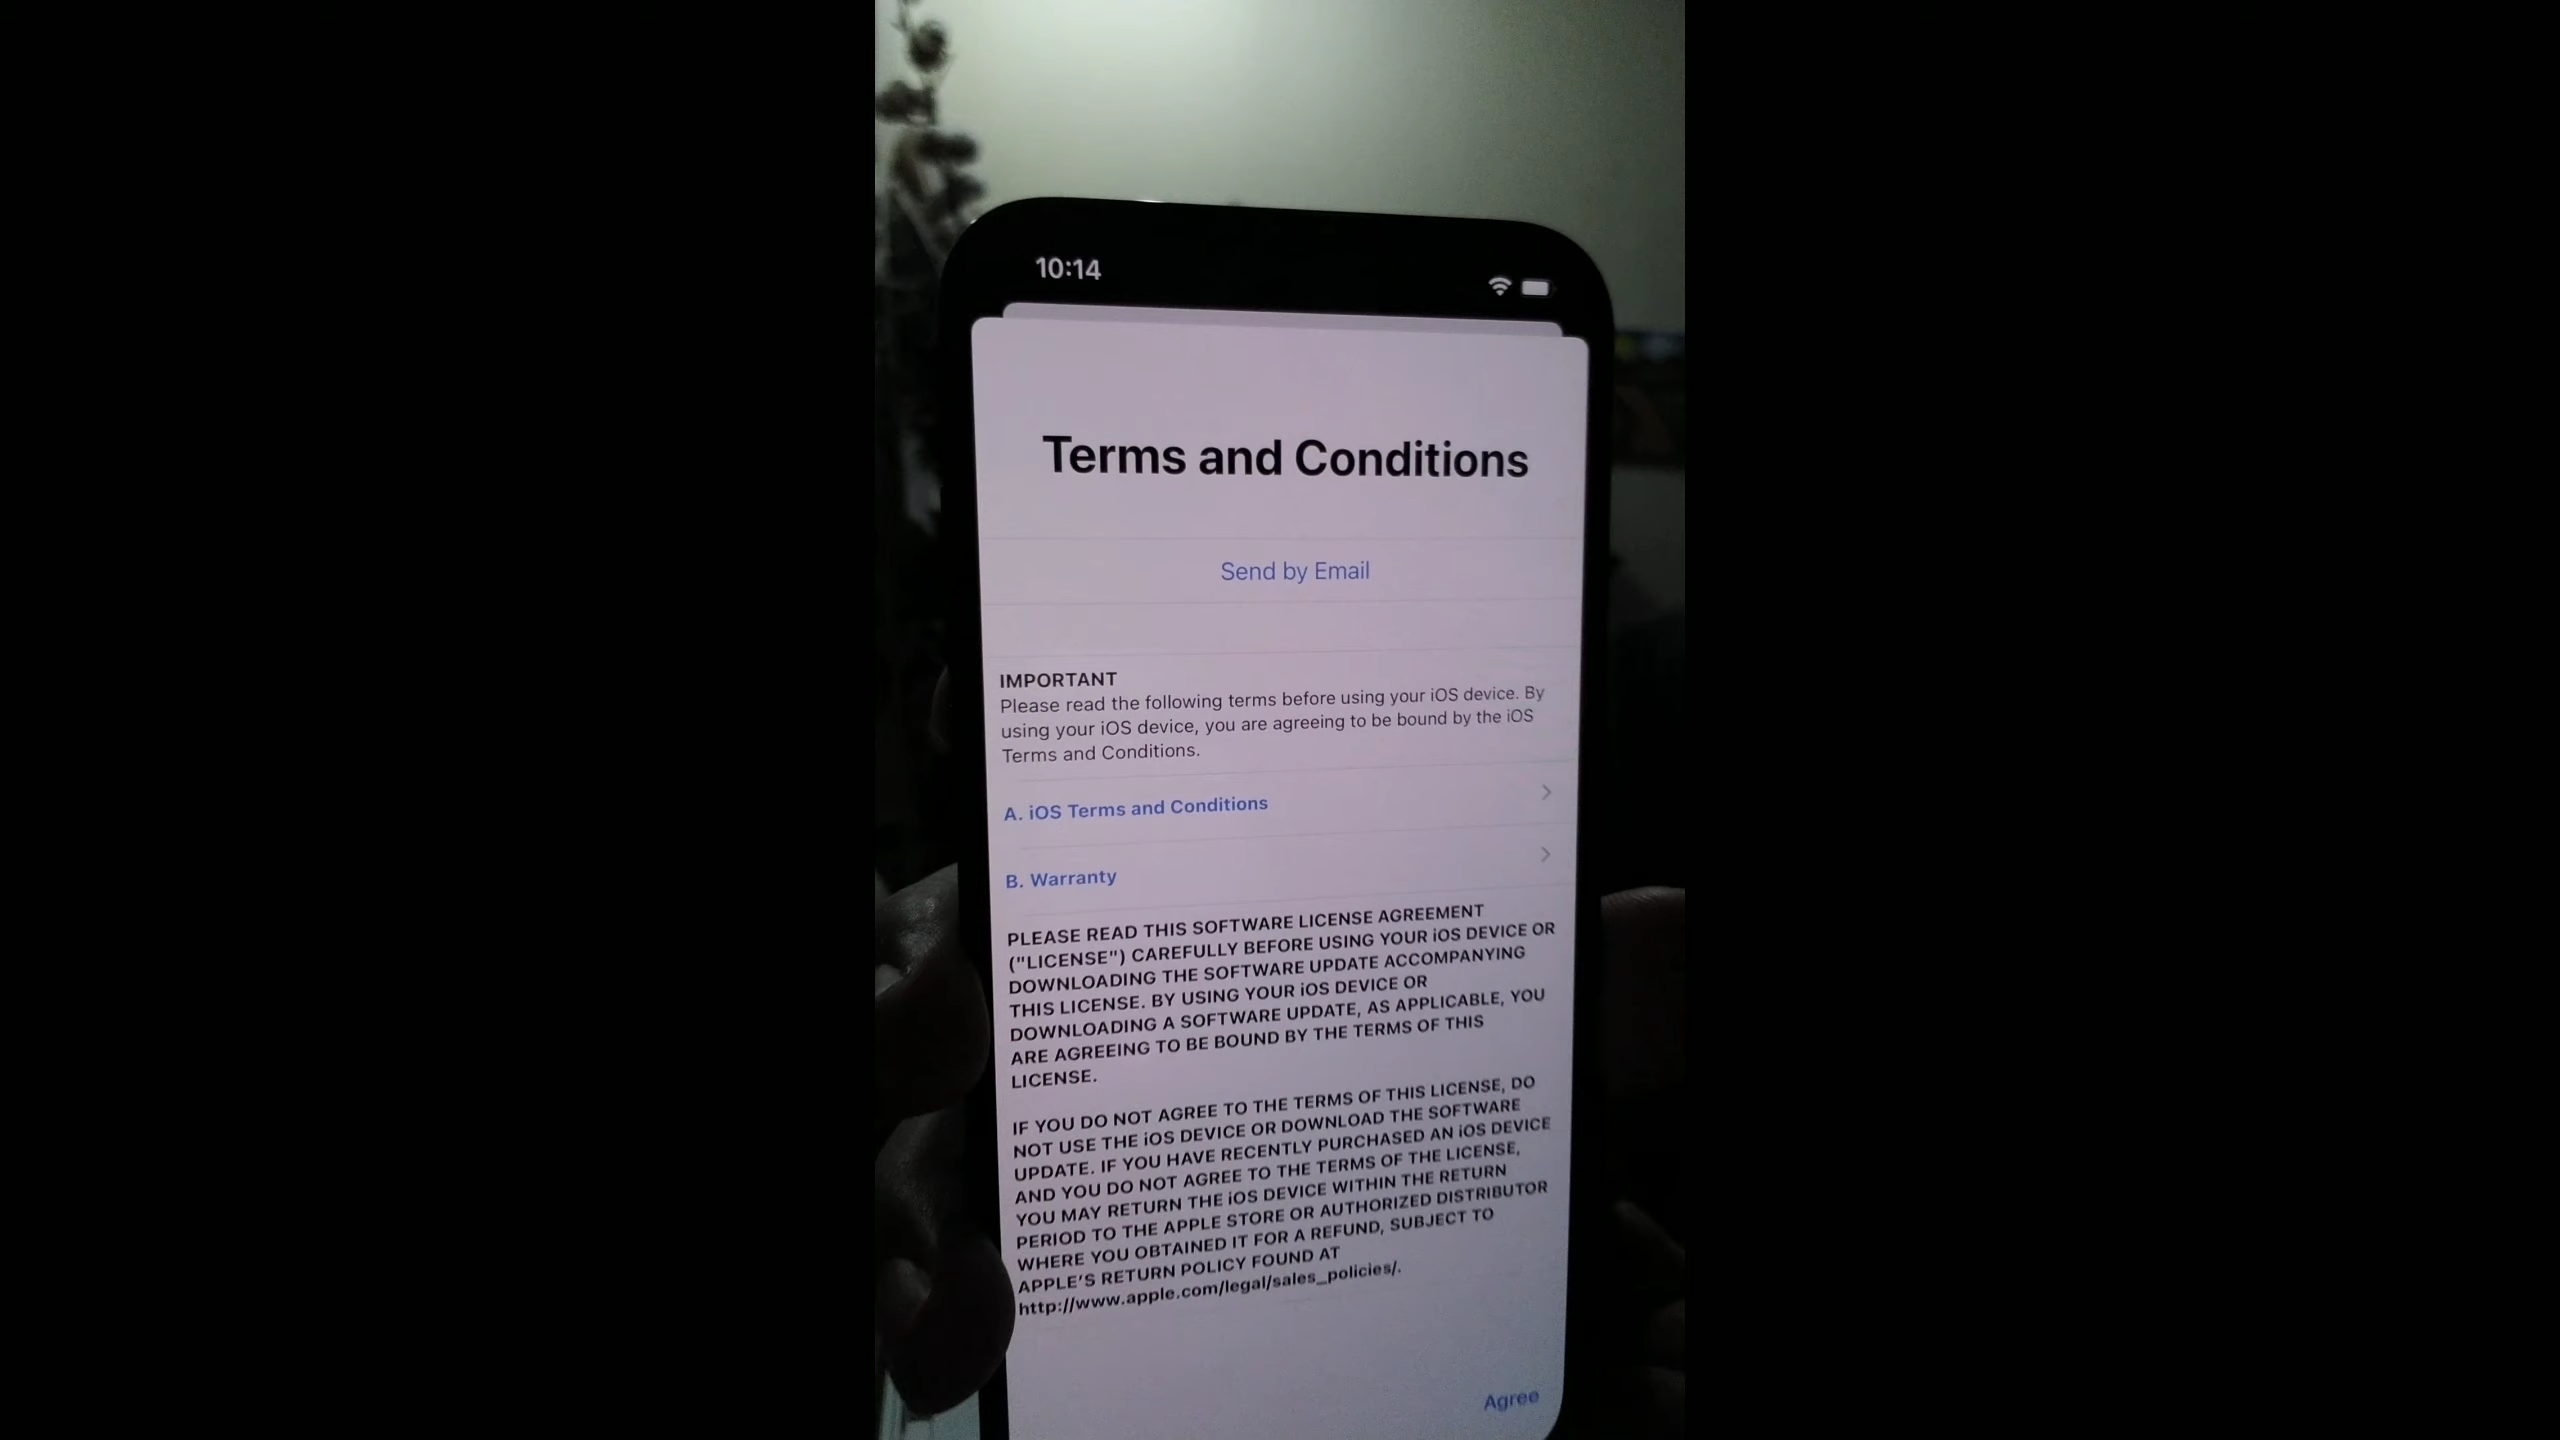 10:14
Terms and Conditions
Send by Email
IMPORTANT
Please read the following terms before using your iOS device. By
using your iOS device, you are agreeing to be bound by the iOS
Terms and Conditions.
A. iOS Terms and Conditions
B. Warranty
PLEASE READ THIS SOFTWARE LICENSE AGREEMENT
("LICENSE") CAREFULLY BEFORE USING YOUR iOS DEVICE OR
DOWNLOADING THE SOFTWARE UPDATE ACCOMPANYING
THIS LICENSE. BY USING YOUR iOS DEVICE OR
DOWNLOADING A SOFTWARE UPDATE, AS APPLICABLE, YOU
ARE AGREEING TO BE BOUND BY THE TERMS OF THIS
LICENSE.
IF YOU DO NOT AGREE TO THE TERMS OF THIS LICENSE, DO
NOT USE THE iOS DEVICE OR DOWNLOAD THE SOFTWARE
UPDATE. IF YOU HAVE RECENTLY PURCHASED AN iOS DEVICE
AND YOU DO NOT AGREE TO THE TERMS OF THE LICENSE,
YOU MAY RETURN THE iOS DEVICE WITHIN THE RETURN
PERIOD TO THE APPLE STORE OR AUTHORIZED DISTRIBUTOR
WHERE YOU OBTAINED IT FOR A REFUND, SUBJECT TO
APPLE'S RETURN POLICY FOUND AT
http://www.apple.com/legal/sales_policies/.
Agree